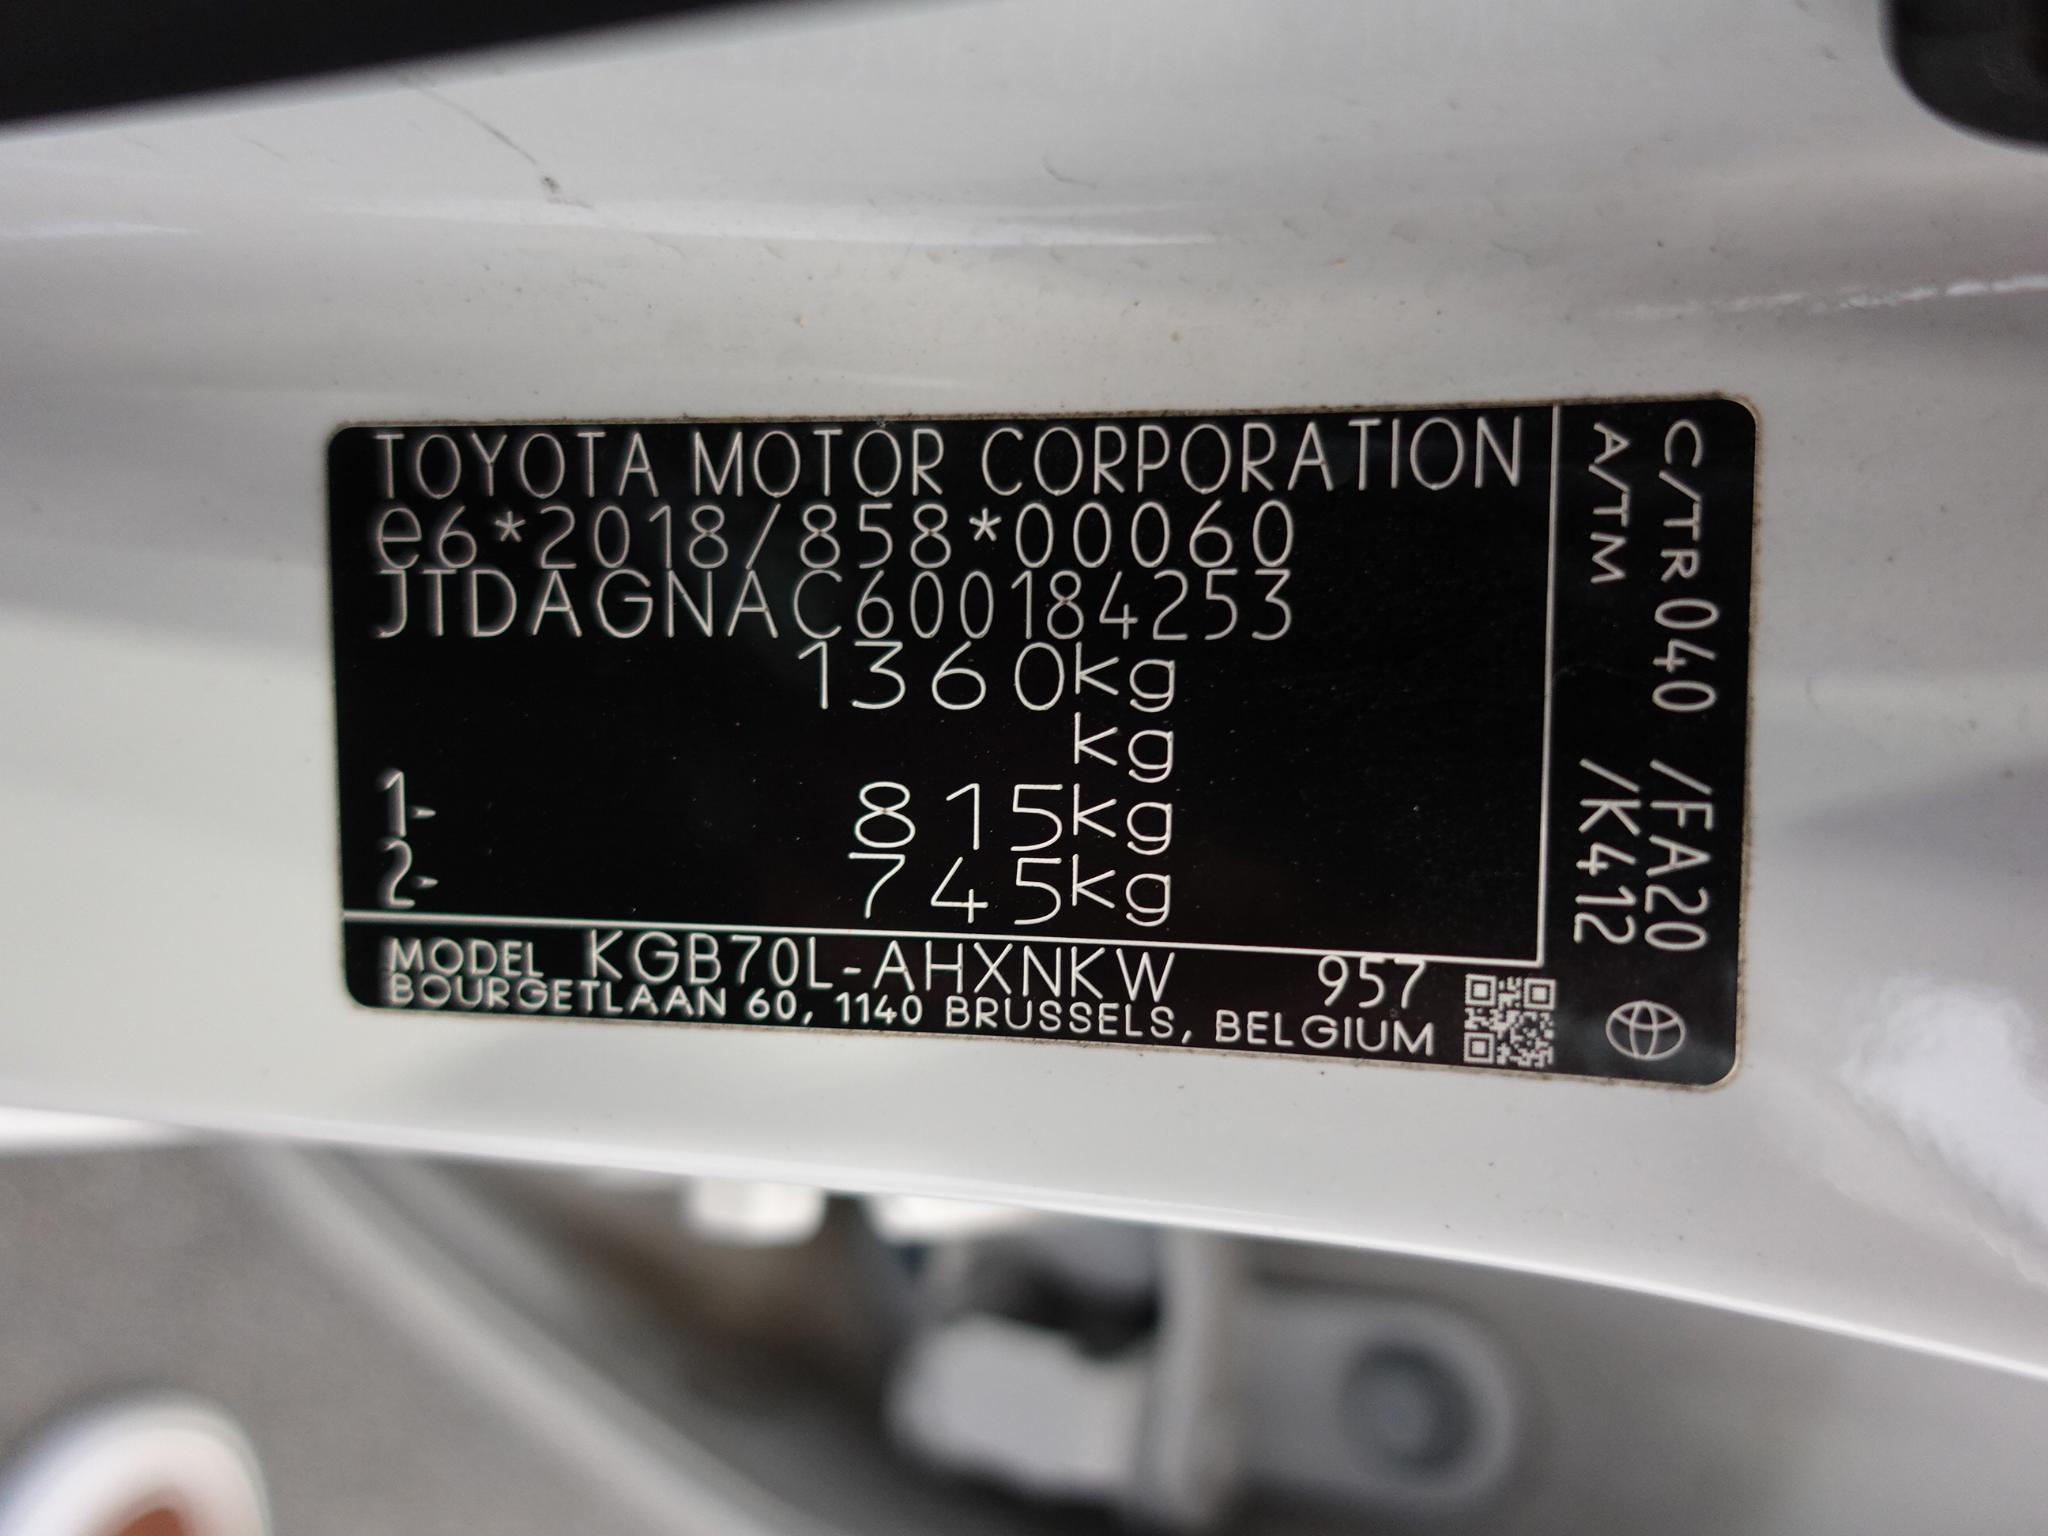 TOYOTA MOTOR CORPORATION
e6*2018/858*00060
JTDAGNAC600184253
1360kg
kg
1- 815kg
2- 745kg
MODEL KGB70L-AHXNKW 957
BOURGETLAAN 60, 1140 BRUSSELS, BELGIUM
C/TR 040 /FA20
A/TM /K412